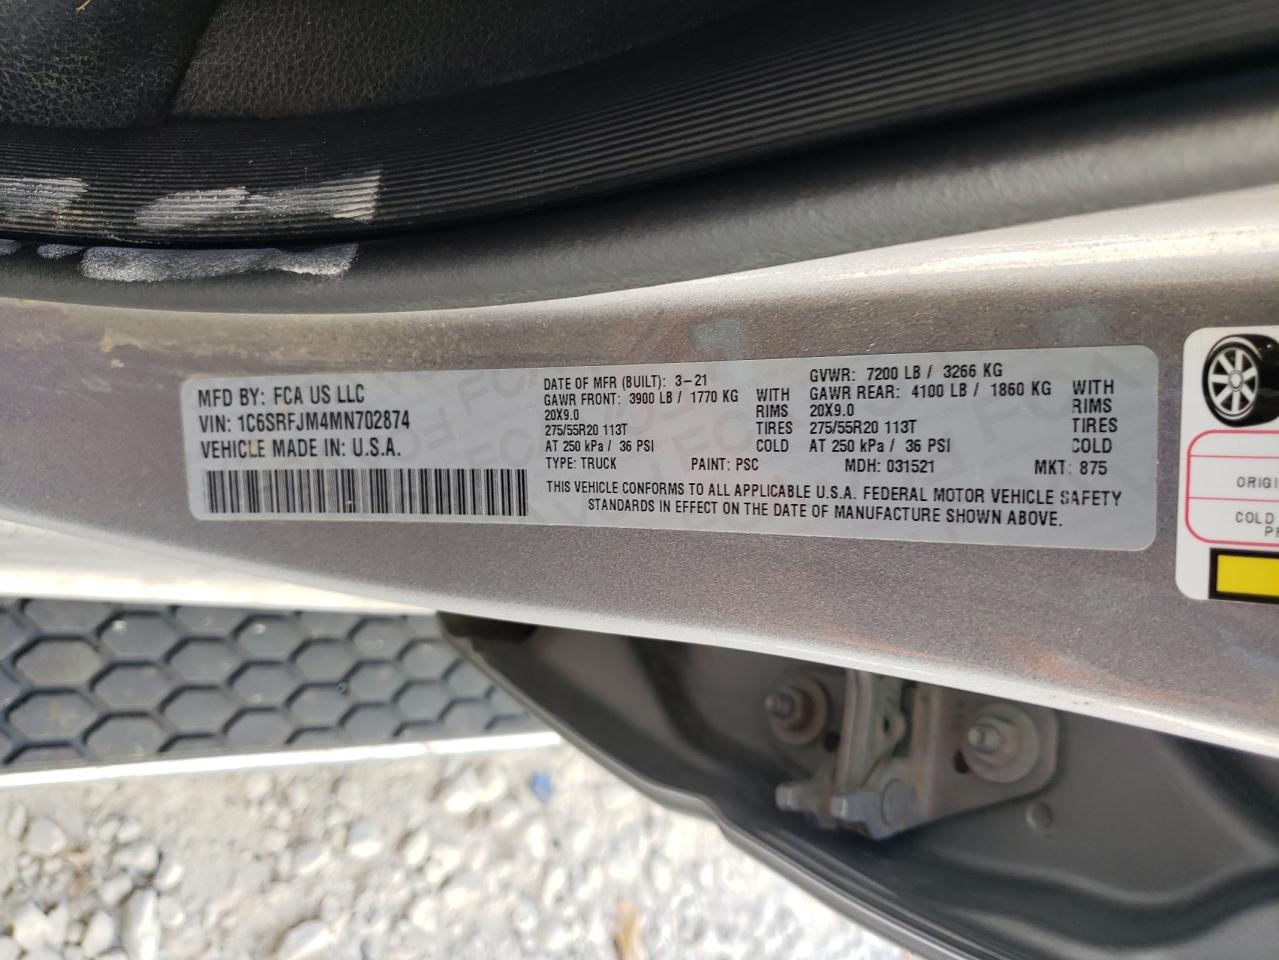 MFD BY: FCA US LLC
VIN: 1C6SRFJM4MN702874
VEHICLE MADE IN: U.S.A.
DATE OF MFR (BUILT): 3-21
GAWR FRONT: 3900 LB / 1770 KG WITH
20X9.0 RIMS
275/55R20 113T TIRES
AT 250 kPa / 36 PSI COLD
GVWR: 7200 LB / 3266 KG
GAWR REAR: 4100 LB / 1860 KG WITH
20X9.0 RIMS
275/55R20 113T TIRES
AT 250 kPa / 36 PSI COLD
TYPE: TRUCK PAINT: PSC MDH: 031521 MKT: 875
THIS VEHICLE CONFORMS TO ALL APPLICABLE U.S.A. FEDERAL MOTOR VEHICLE SAFETY
STANDARDS IN EFFECT ON THE DATE OF MANUFACTURE SHOWN ABOVE.
COLD